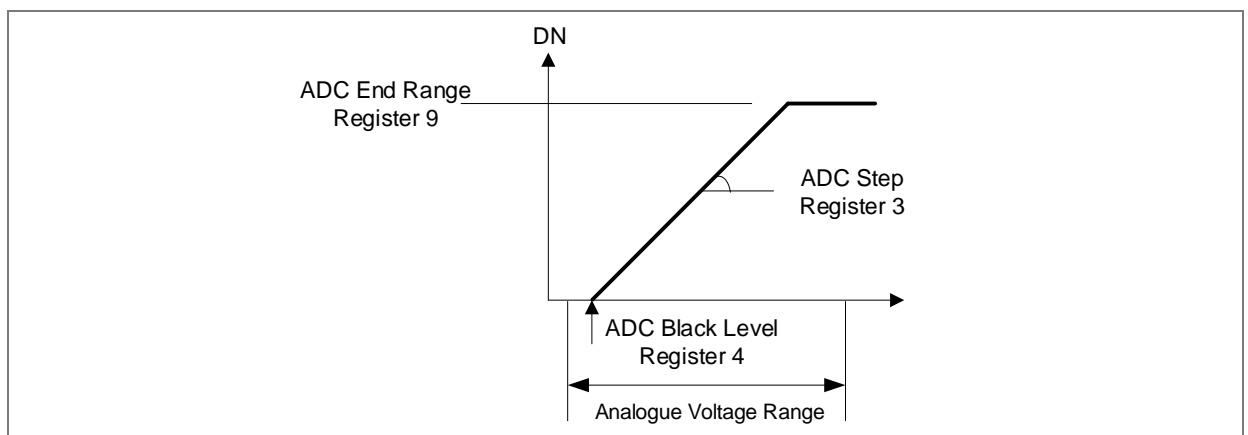 DN
ADC End Range
Register 9
ADC Step
Register 3
ADC Black Level
Register 4
Analogue Voltage Range